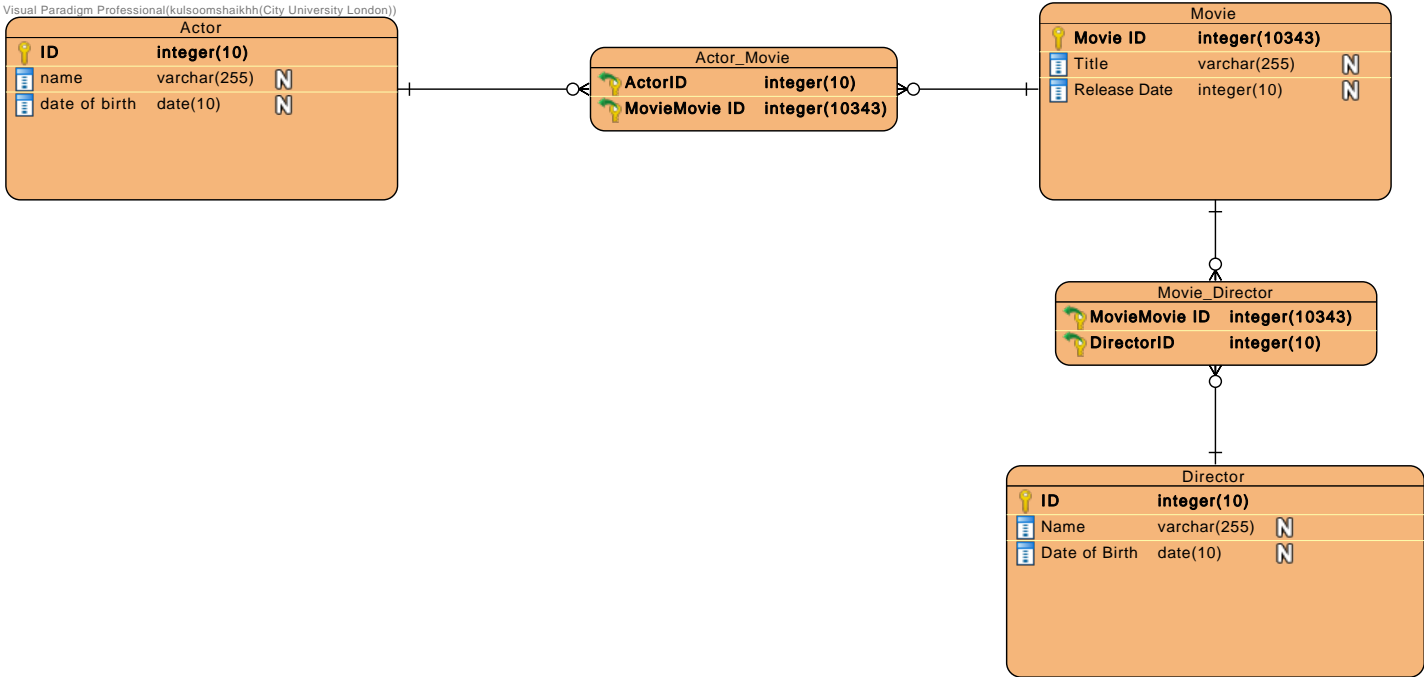 Visual Paradigm Professional(kulsoomshaikhh(City University London))
Actor
ID integer(10)
name varchar(255) N
date of birth date(10) N
Actor_Movie
ActorID integer(10)
MovieMovie ID integer(10343)
Movie
Movie ID integer(10343)
Title varchar(255) N
Release Date integer(10) N
Movie_Director
MovieMovie ID integer(10343)
DirectorID integer(10)
Director
ID integer(10)
Name varchar(255) N
Date of Birth date(10) N